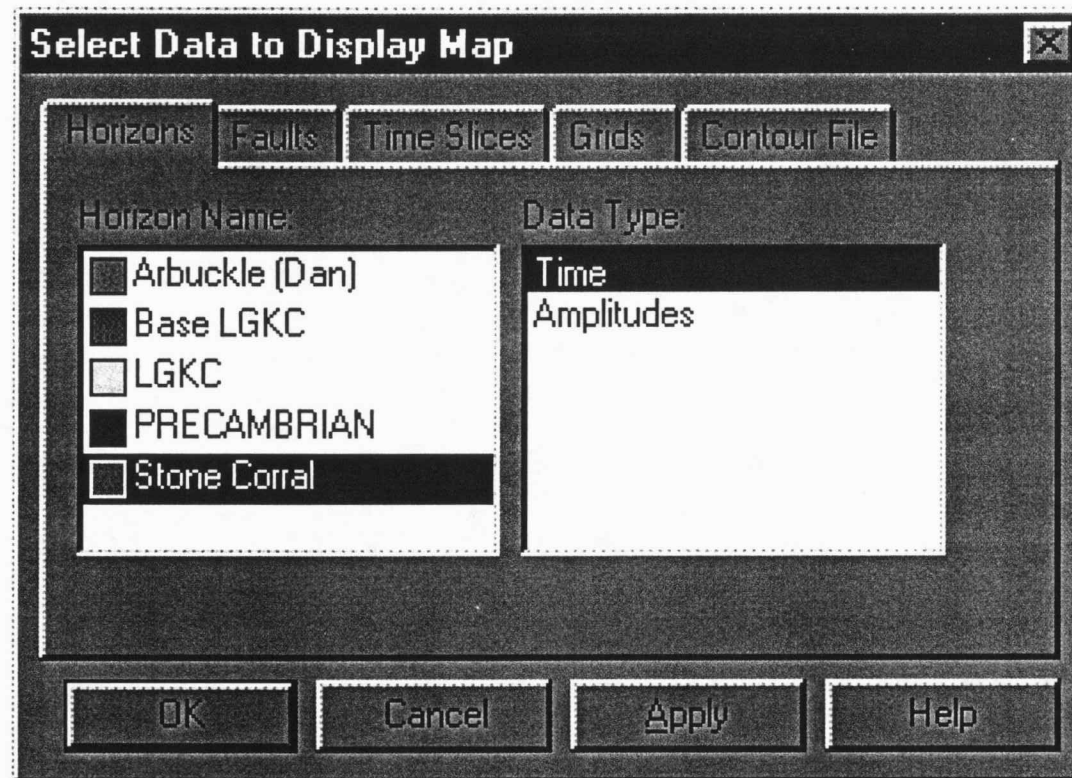 Select Data to Display Map
Horizons Faults Time Slices Grids Contour File
Horizon Name: Data Type:
Arbuckle (Dan) Time
Base LGKC Amplitudes
LGKC
PRECAMBRIAN
Stone Corral
OK Cancel Apply Help